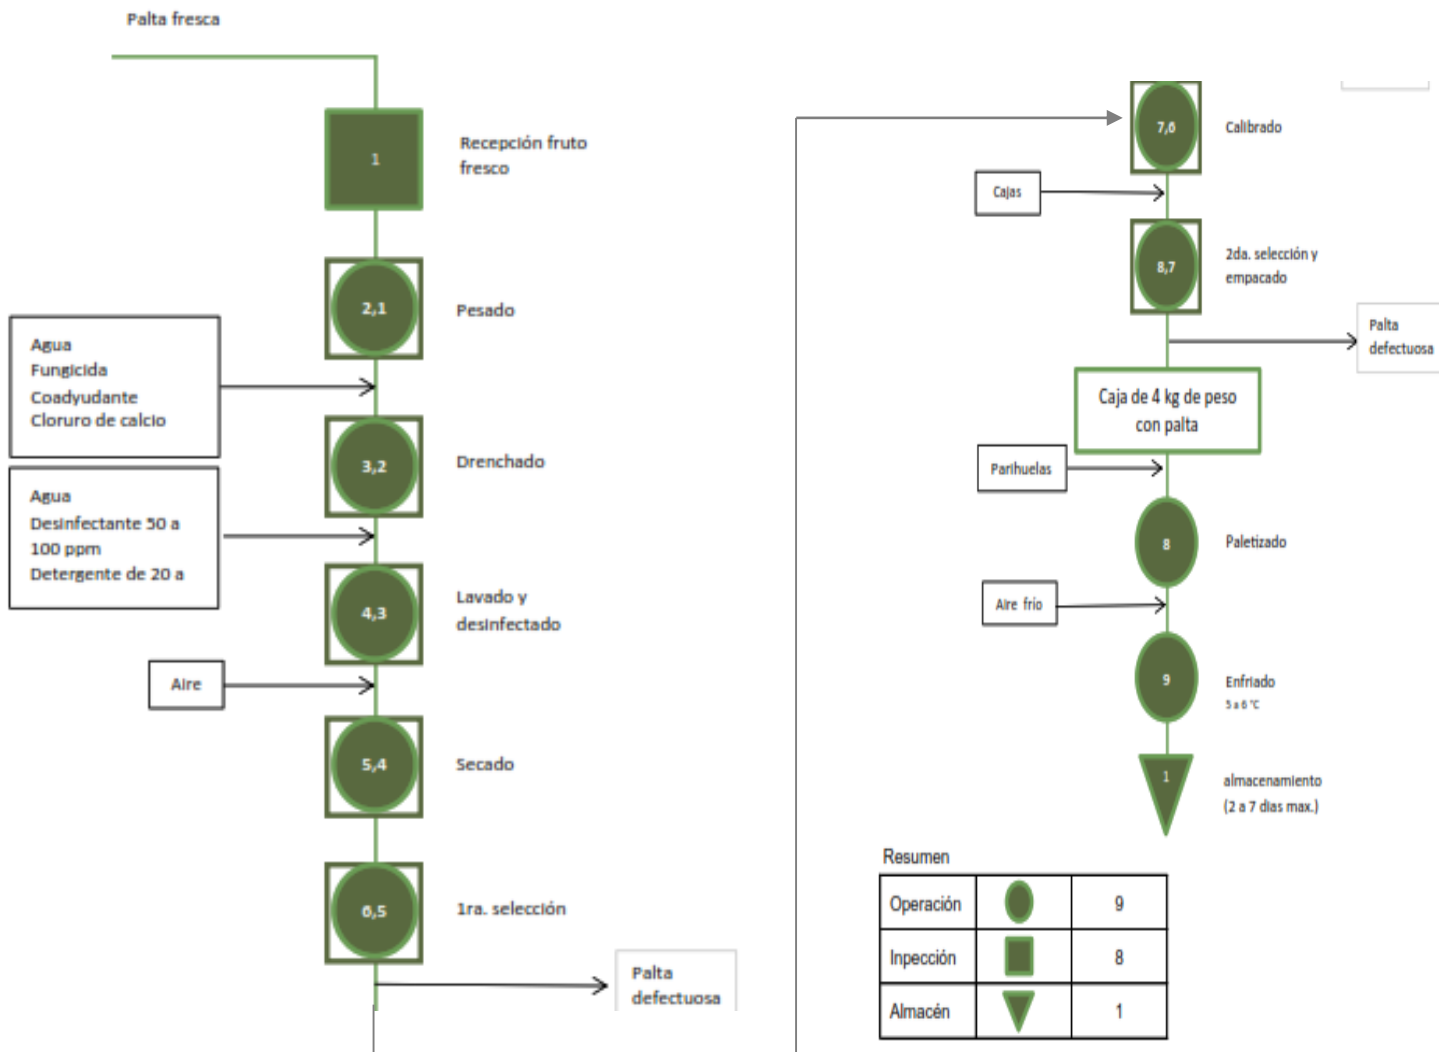 Palta fresca
1
Recepción fruto
fresco
2,1
Pesado
Agua
Fungicida
Coadyudante
Cloruro de calcio
3,2
Drenchado
Agua
Desinfectante 50 a
100 ppm
Detergente de 20 a
4,3
Lavado y
desinfectado
Aire
5,4
Secado
6,5
1ra. selección
Palta
defectuosa
7,6
Calibrado
Cajas
8,7
2da. selección y
empacado
Palta
defectuosa
Caja de 4 kg de peso
con palta
Parihuelas
8
Paletizado
Aire frío
9
Enfriado
5 a 6 °C
1
almacenamiento
(2 a 7 dias max.)
Resumen
Operación 9
Inpección 8
Almacén 1